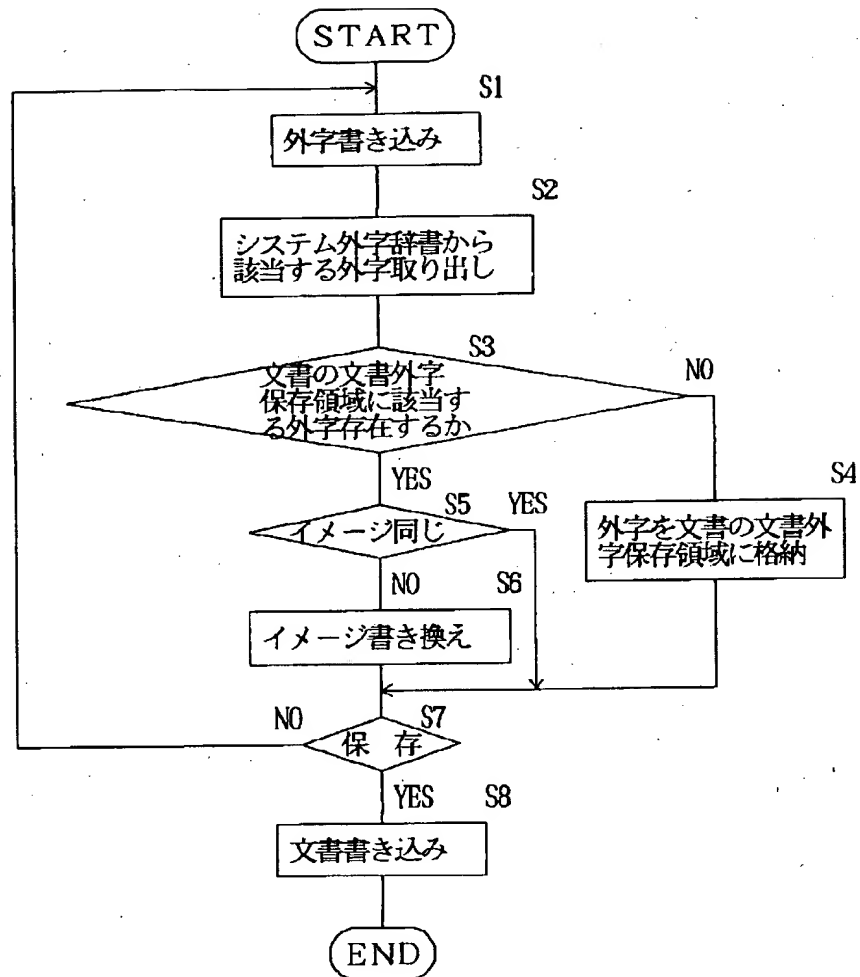 START
S1
外字書き込み
S2
システム外字辞書から
該当する外字取り出し
S3
文書の文書外字
保存領域に該当す
る外字存在するか
NO
YES
S4
外字を文書の文書外
字保存領域に格納
S5
YES
イメージ同じ
NO
S6
イメージ書き換え
NO
S7
保 存
YES
S8
文書書き込み
END